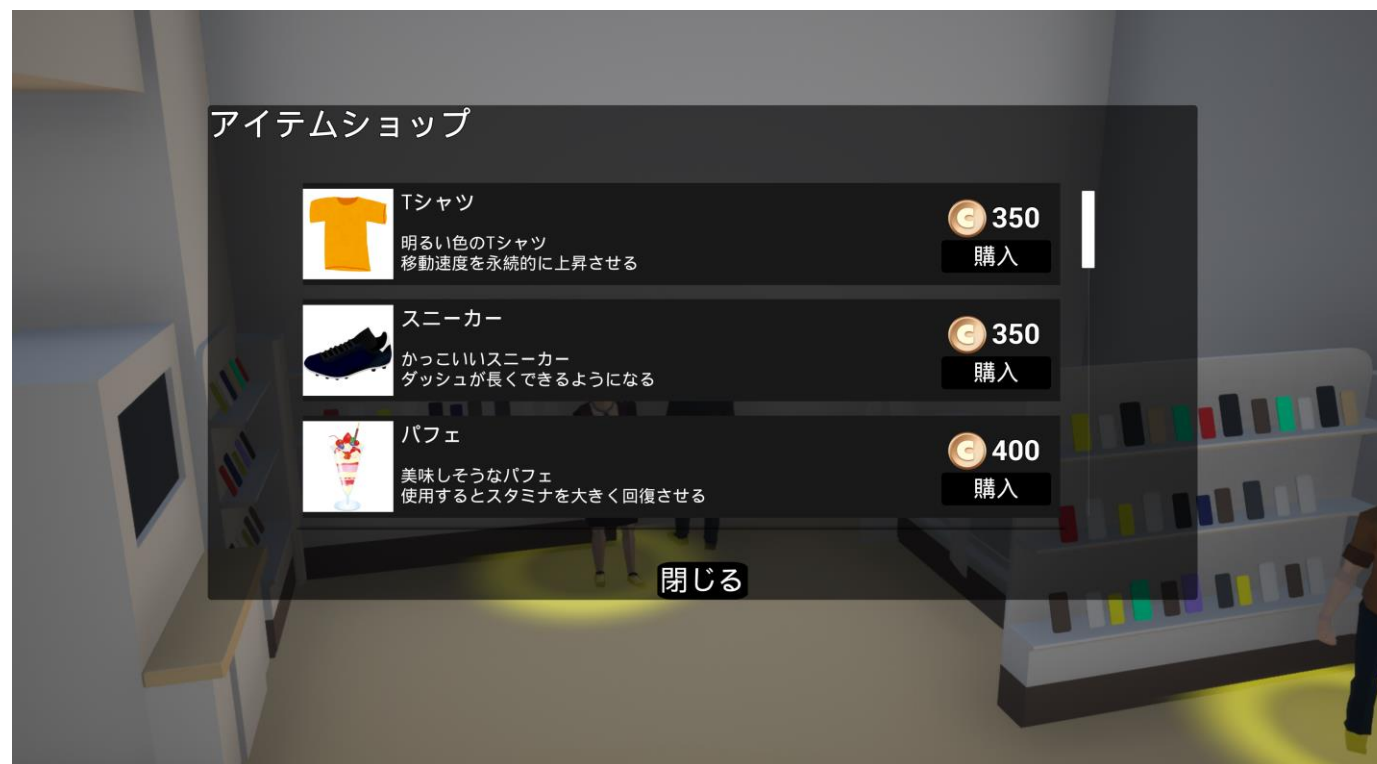 アイテムショップ
Tシャツ
明るい色のTシャツ
移動速度を永続的に上昇させる
C 350
購入
スニーカー
かっこいいスニーカー
ダッシュが長くできるようになる
C 350
購入
パフェ
美味しそうなパフェ
使用するとスタミナを大きく回復させる
C 400
購入
閉じる